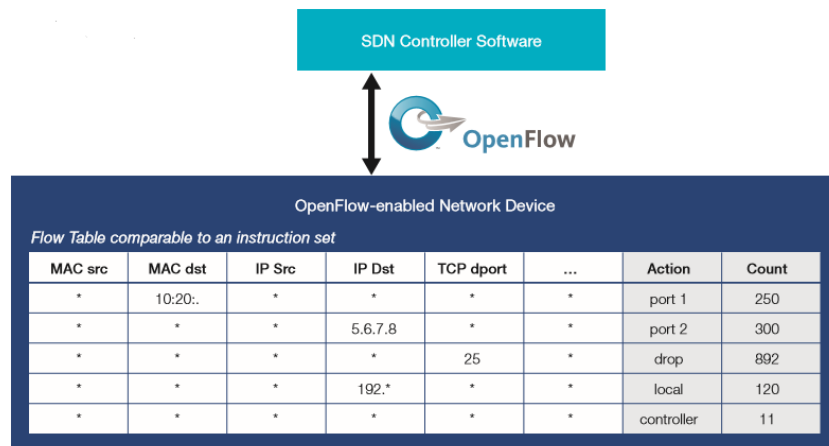 SDN Controller Software
OpenFlow
OpenFlow-enabled Network Device
Flow Table comparable to an instruction set
MAC src MAC dst IP Src IP Dst TCP dport ... Action Count
* 10:20:. * * * * port 1 250
* * * 5.6.7.8 * * port 2 300
* * * * 25 * drop 892
* * * 192.* * * local 120
* * * * * * controller 11